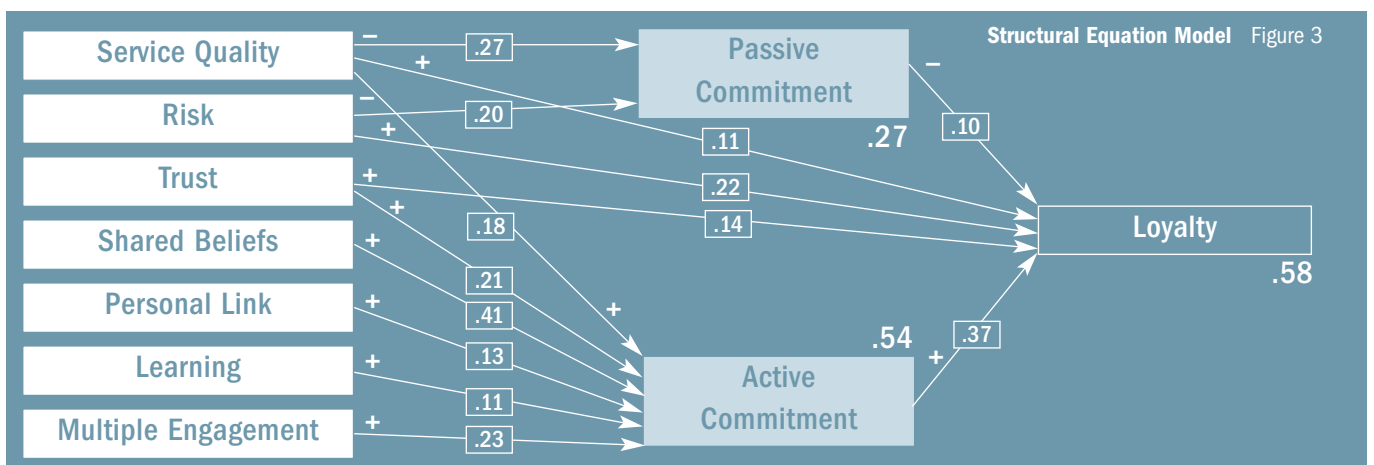 Structural Equation Model Figure 3
Service Quality
Risk
Trust
Shared Beliefs
Personal Link
Learning
Multiple Engagement
–
.27
+
–
.20
+
+
+
+
+
+
+
.11
.22
.14
.18
.21
.41
.13
.11
.23
+
Passive
Commitment
.27
–
.10
Active
Commitment
.54
+
.37
Loyalty
.58